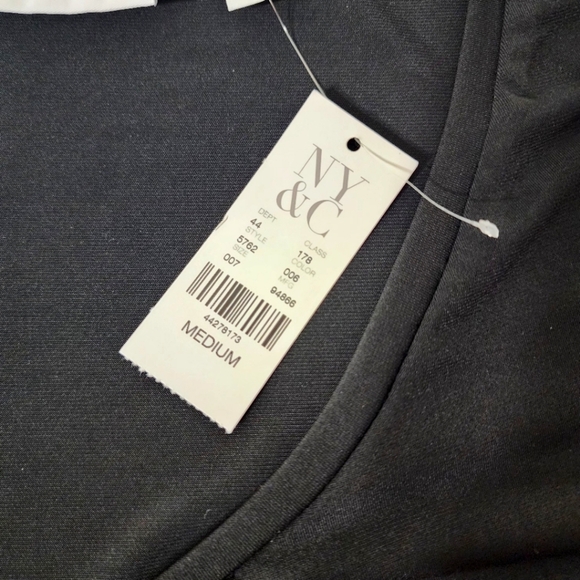 NY
&C
DEPT CLASS
44 178
STYLE COLOR
5762 006
SIZE MFG
007 94866
44278173
MEDIUM